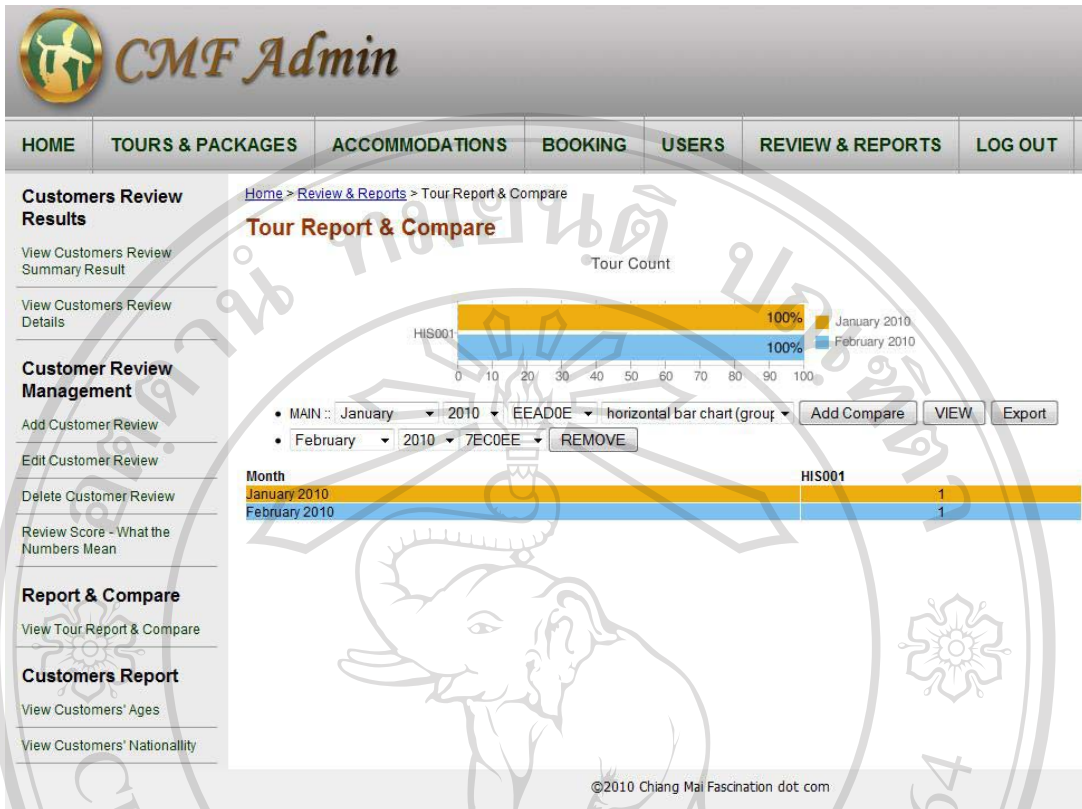 CMF Admin
HOME TOURS & PACKAGES ACCOMMODATIONS BOOKING USERS REVIEW & REPORTS LOG OUT
Customers Review
Results
View Customers Review
Summary Result
View Customers Review
Details
Customer Review
Management
Add Customer Review
Edit Customer Review
Delete Customer Review
Review Score - What the
Numbers Mean
Report & Compare
View Tour Report & Compare
Customers Report
View Customers' Ages
View Customers' Nationallity
Home > Review & Reports > Tour Report & Compare
Tour Report & Compare
Tour Count
HIS001
100%
100%
January 2010
February 2010
0 10 20 30 40 50 60 70 80 90 100
• MAIN :: January 2010 EEAD0E horizontal bar chart (group Add Compare VIEW Export
• February 2010 7EC0EE REMOVE
Month HIS001
January 2010 1
February 2010 1
©2010 Chiang Mai Fascination dot com